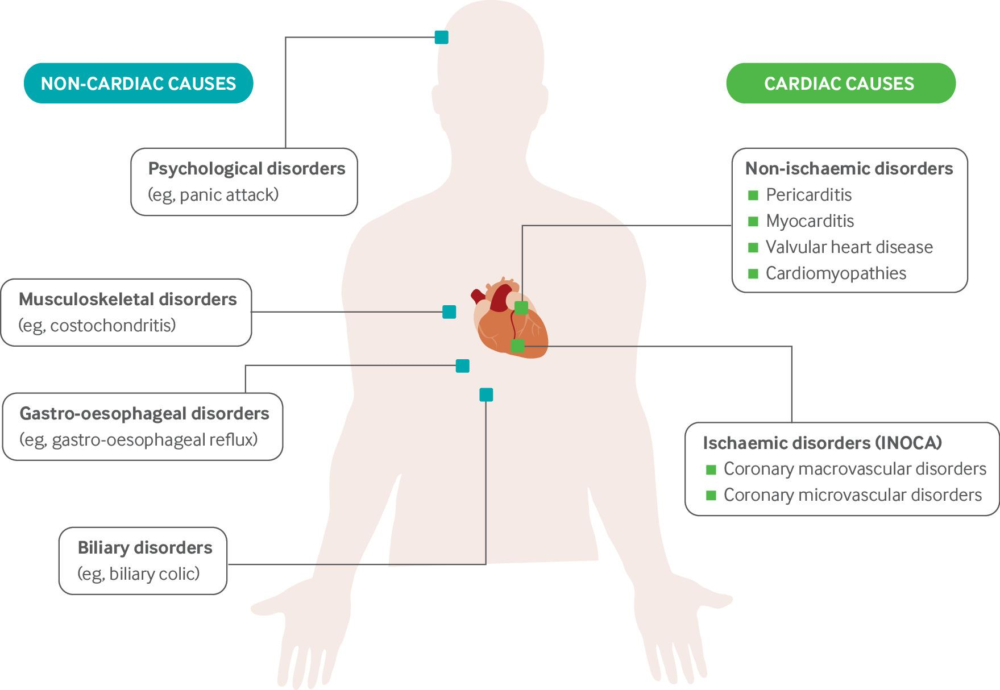 NON-CARDIAC CAUSES
Psychological disorders
(eg, panic attack)
Musculoskeletal disorders
(eg, costochondritis)
Gastro-oesophageal disorders
(eg, gastro-oesophageal reflux)
Biliary disorders
(eg, biliary colic)
CARDIAC CAUSES
Non-ischaemic disorders
Pericarditis
Myocarditis
Valvular heart disease
Cardiomyopathies
Ischaemic disorders (INOCA)
Coronary macrovascular disorders
Coronary microvascular disorders